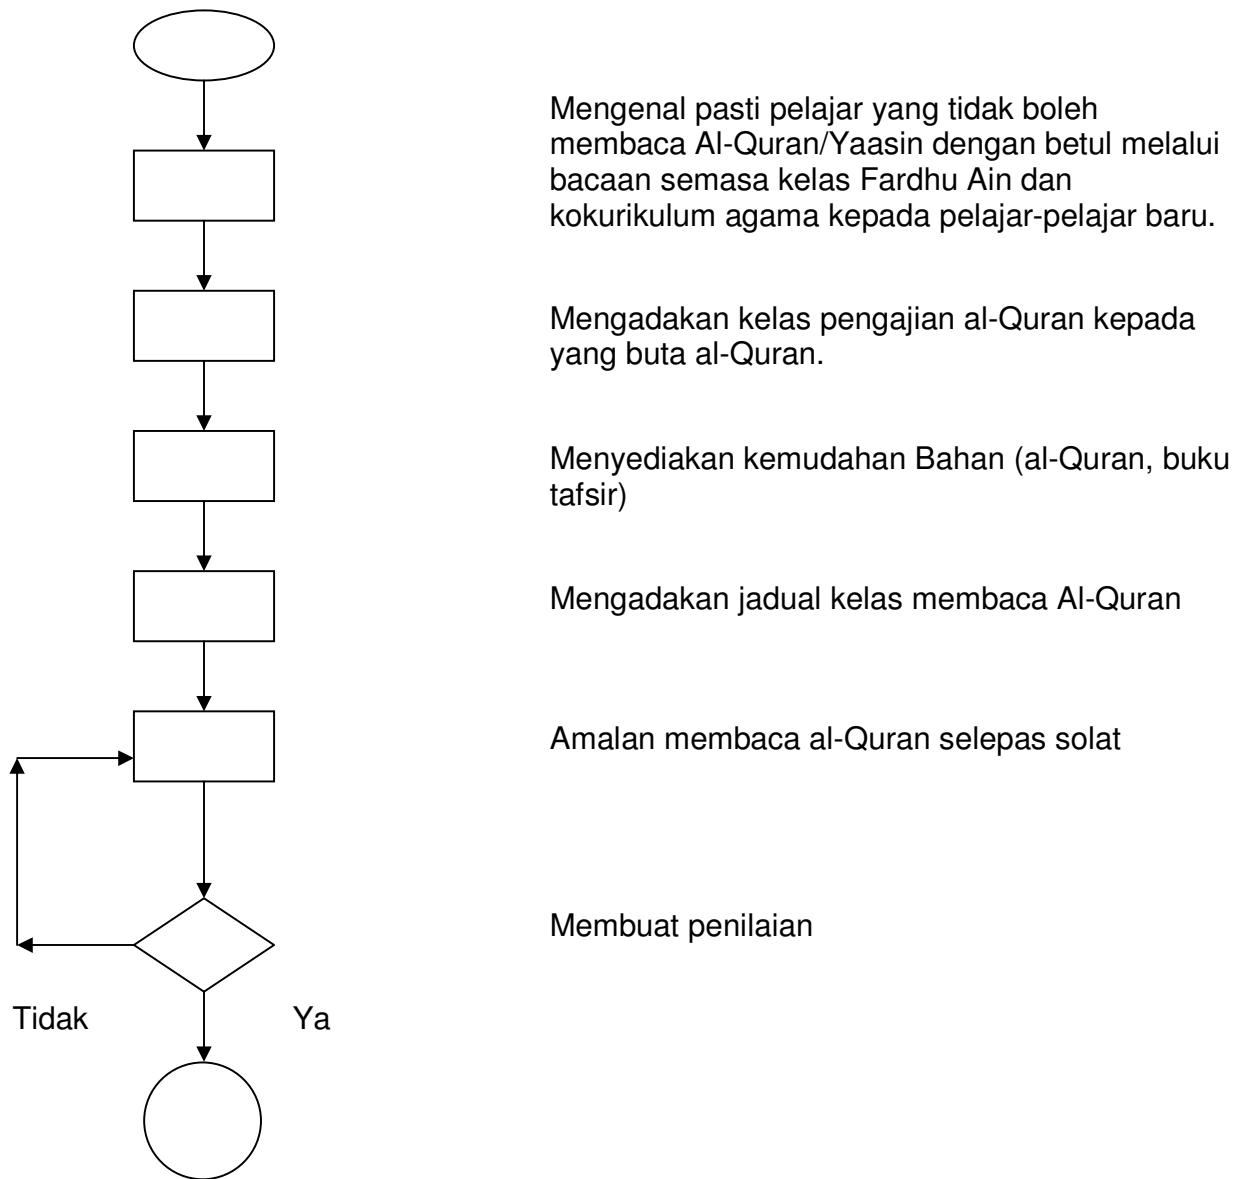 Mengenal pasti pelajar yang tidak boleh
membaca Al-Quran/Yaasin dengan betul melalui
bacaan semasa kelas Fardhu Ain dan
kokurikulum agama kepada pelajar-pelajar baru.
Mengadakan kelas pengajian al-Quran kepada
yang buta al-Quran.
Menyediakan kemudahan Bahan (al-Quran, buku
tafsir)
Mengadakan jadual kelas membaca Al-Quran
Amalan membaca al-Quran selepas solat
Membuat penilaian
Tidak
Ya